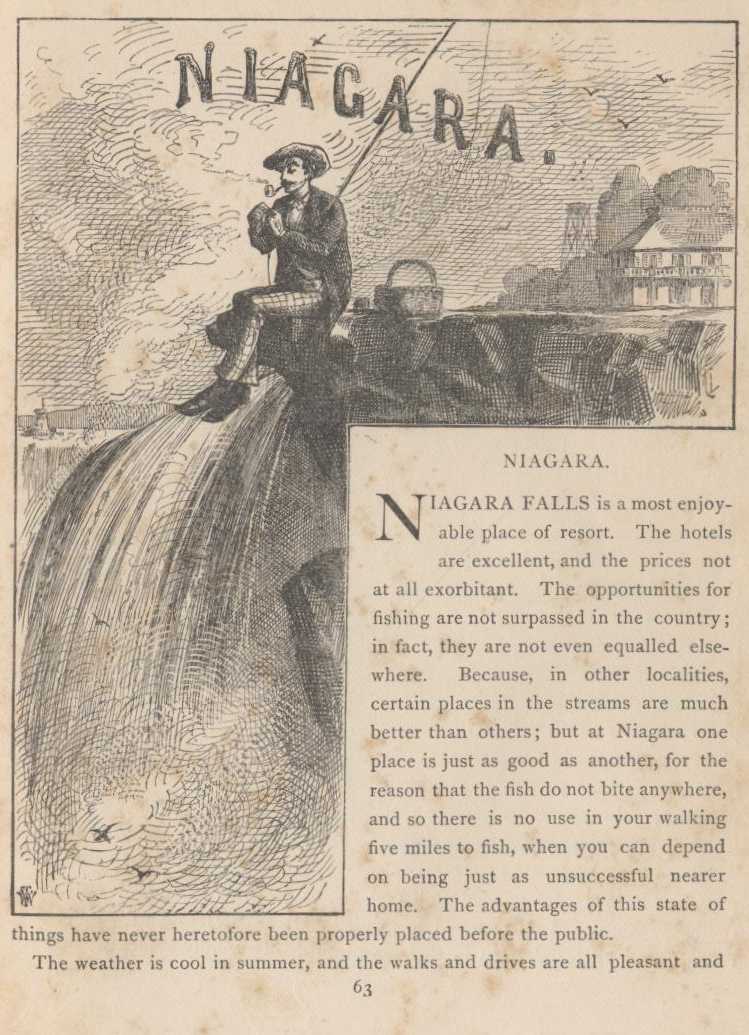 NIAGARA.
NIAGARA.
NIAGARA FALLS is a most enjoy-
able place of resort. The hotels
are excellent, and the prices not
at all exorbitant. The opportunities for
fishing are not surpassed in the country;
in fact, they are not even equalled else-
where. Because, in other localities,
certain places in the streams are much
better than others; but at Niagara one
place is just as good as another, for the
reason that the fish do not bite anywhere,
and so there is no use in your walking
five miles to fish, when you can depend
on being just as unsuccessful nearer
home. The advantages of this state of
things have never heretofore been properly placed before the public.
The weather is cool in summer, and the walks and drives are all pleasant and
63